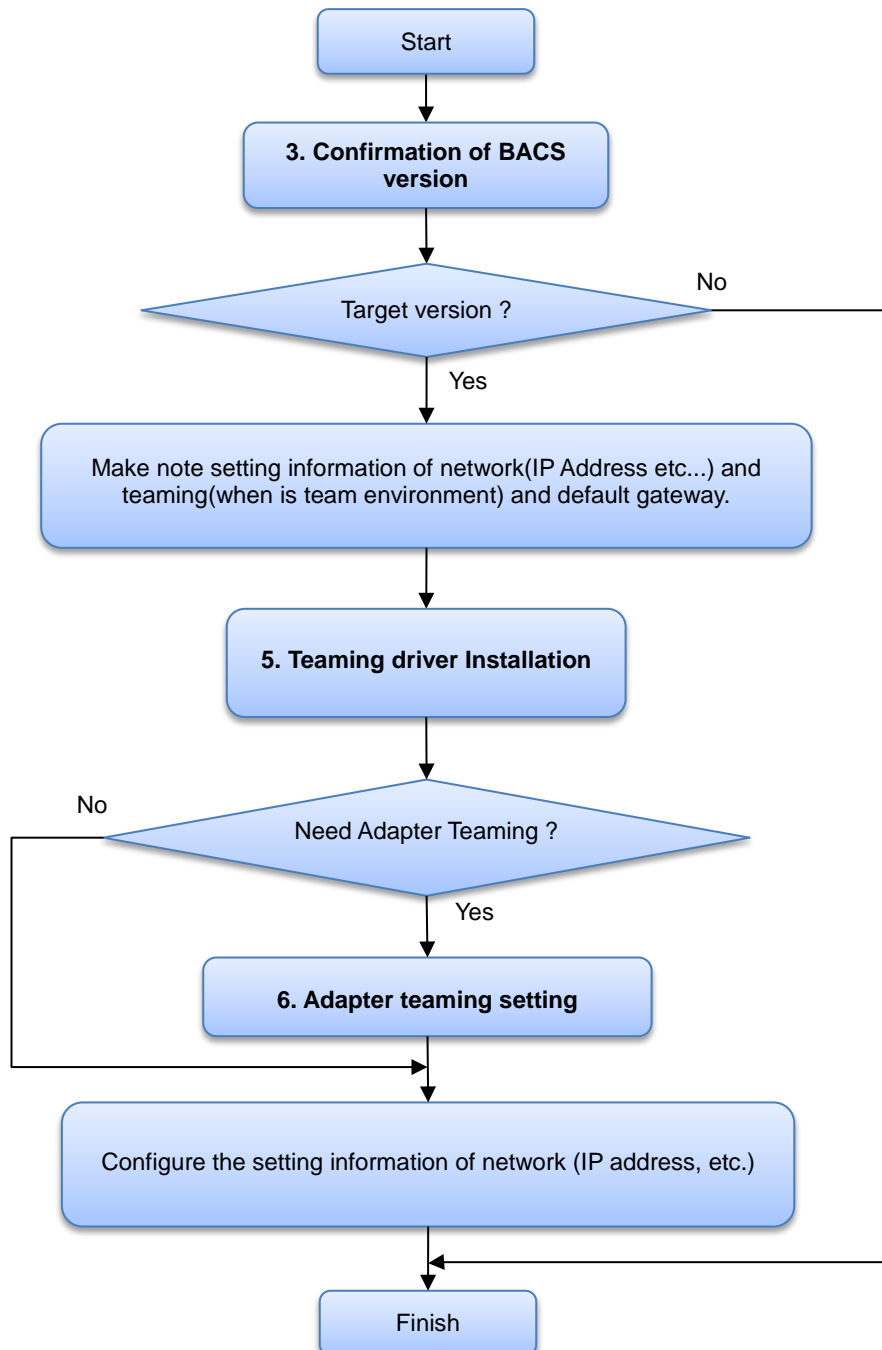 Start
3. Confirmation of BACS
version
Target version ?
No
Yes
Make note setting information of network(IP Address etc...) and
teaming(when is team environment) and default gateway.
5. Teaming driver Installation
No
Need Adapter Teaming ?
Yes
6. Adapter teaming setting
Configure the setting information of network (IP address, etc.)
Finish